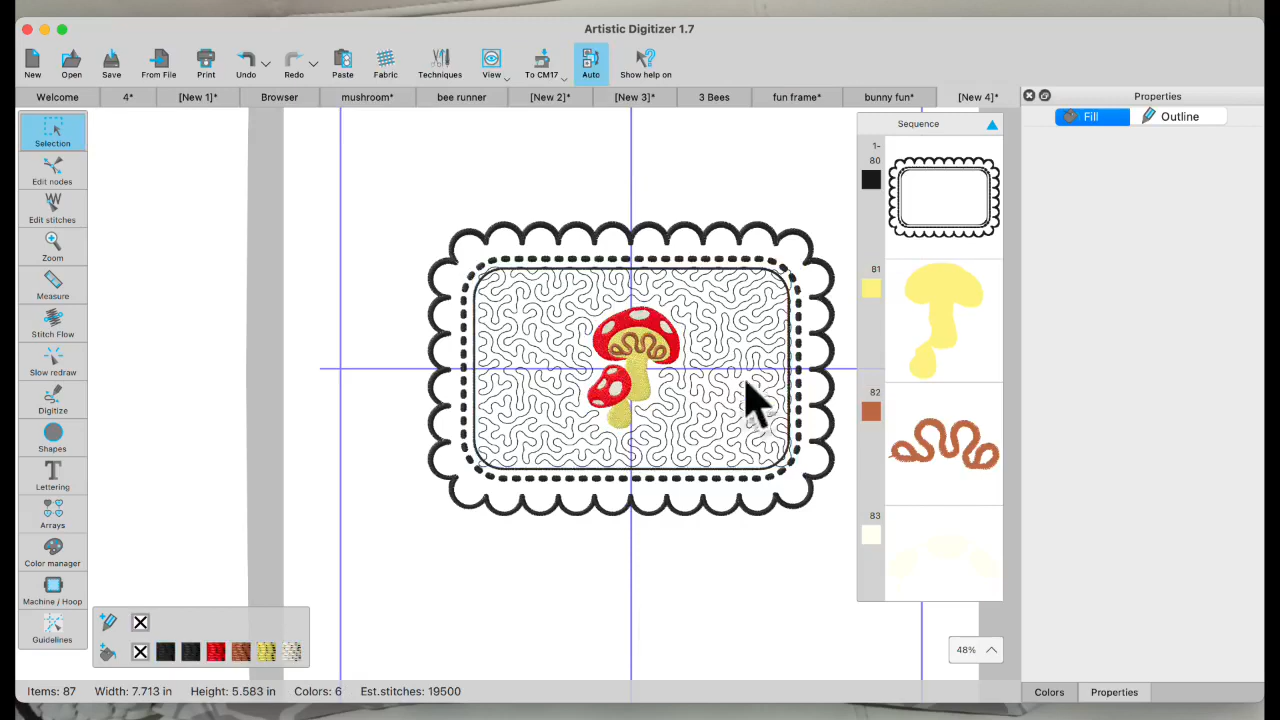 Artistic Digitizer 1.7
New Open Save From File Print Undo Redo Paste Fabric Techniques View To CM17 Auto Show help on
Welcome 4* [New 1]* Browser mushroom* bee runner [New 2]* [New 3]* 3 Bees fun frame* bunny fun* [New 4]* Properties
Selection
Edit nodes
Edit stitches
Zoom
Measure
Stitch Flow
Slow redraw
Digitize
Shapes
Lettering
Arrays
Color manager
Machine / Hoop
Guidelines
Sequence
1-
80
81
82
83
Fill Outline
48%
Items: 87 Width: 7.713 in Height: 5.583 in Colors: 6 Est.stitches: 19500
Colors Properties